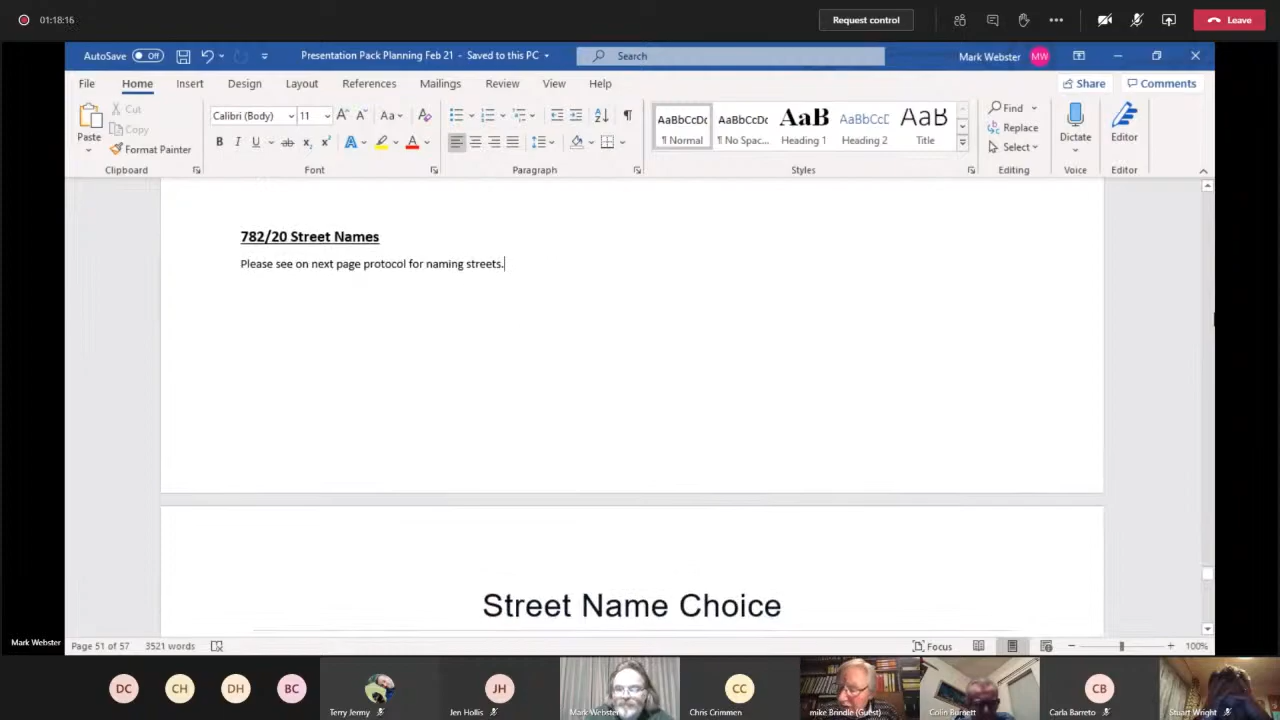 01:18:16
Request control
Leave
AutoSave Off
Presentation Pack Planning Feb 21 - Saved to this PC
Search
Mark Webster MW
File Home Insert Design Layout References Mailings Review View Help
Share Comments
Paste
Cut
Copy
Format Painter
Clipboard
Calibri (Body) 11
Font
Paragraph
AaBbCcDc AaBbCcDc AaB AaBbCcD AaB
¶ Normal ¶ No Spac... Heading 1 Heading 2 Title
Styles
Find
Replace
Select
Editing
Dictate
Voice
Editor
Editor
782/20 Street Names
Please see on next page protocol for naming streets.
Street Name Choice
Mark Webster
Page 51 of 57 3521 words
Focus
100%
DC CH DH BC JH CC CB
Terry Jermy Jen Hollis Mark Webster Chris Crimmen mike Brindle (Guest) Colin Burnett Carla Barreto Stuart Wright